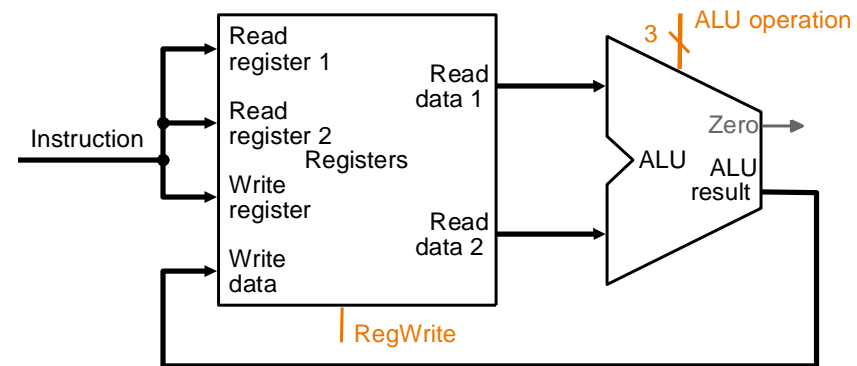 ALU operation
3
Read
register 1
Read
data 1
Read
register 2
Instruction
Registers
Zero
ALU
ALU
result
Write
register
Read
data 2
Write
data
RegWrite